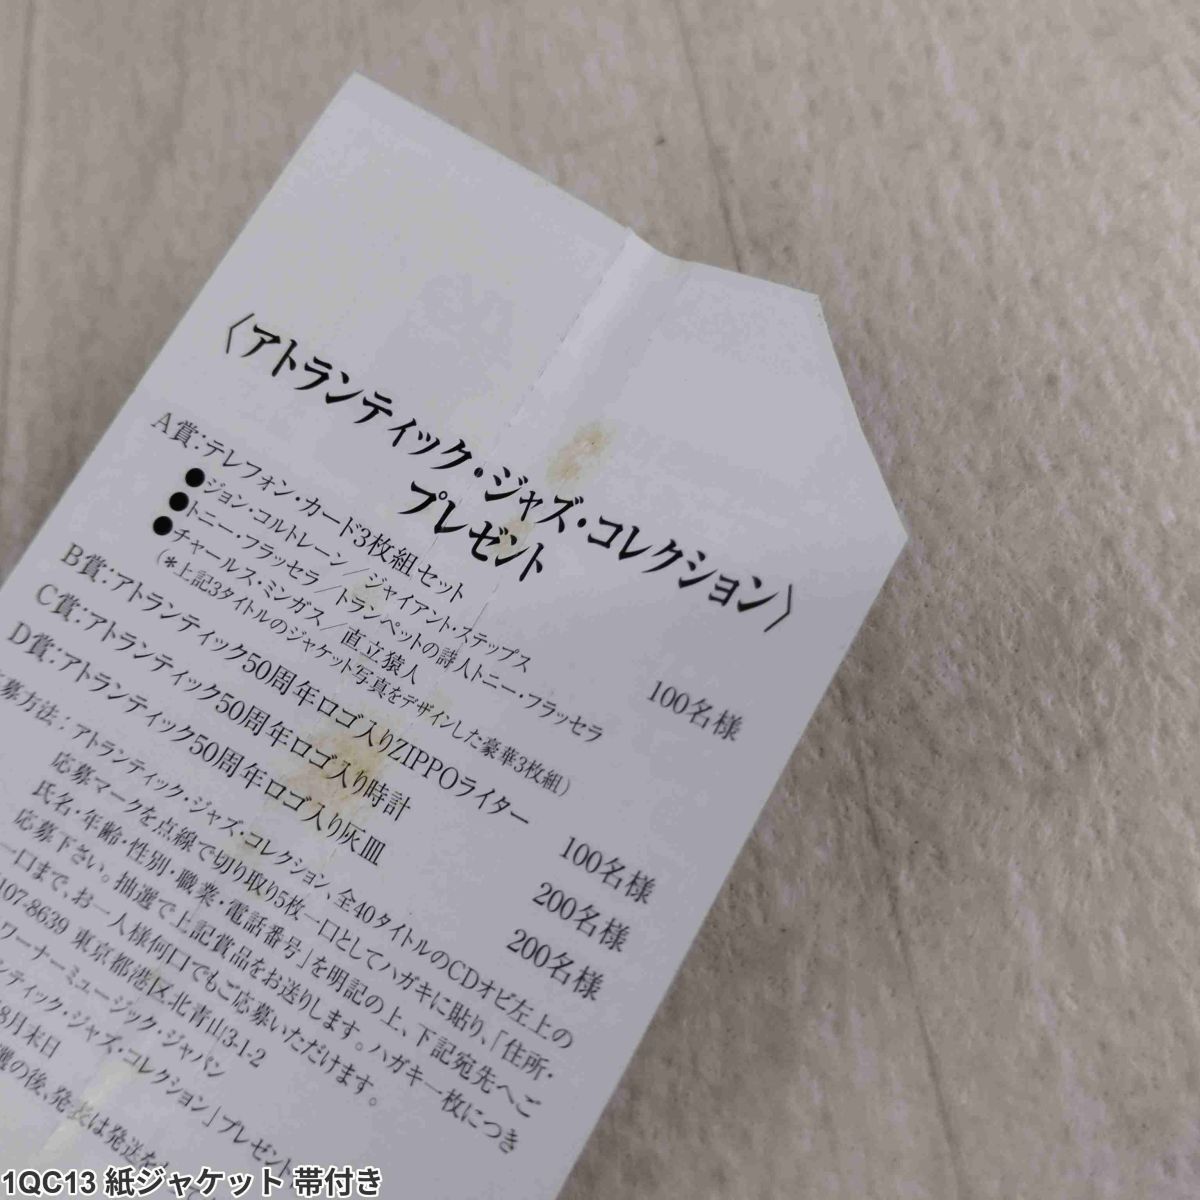 〈アトランティック・ジャズ・コレクション〉
プレゼント
A賞：テレフォン・カード3枚組セット 100名様
●ジョン・コルトレーン／ジャイアント・ステップス
●トニー・フラッセラ／トランペットの詩人トニー・フラッセラ
●チャールス・ミンガス／直立猿人
（＊上記3タイトルのジャケット写真をデザインした豪華3枚組）
B賞：アトランティック50周年ロゴ入りZIPPOライター 100名様
C賞：アトランティック50周年ロゴ入り時計 200名様
D賞：アトランティック50周年ロゴ入り灰皿 200名様
募方法；アトランティック・ジャズ・コレクション、全40タイトルのCDオビ左上の
応募マークを点線で切り取り5枚一口としてハガキに貼り、「住所・
氏名・年齢・性別・職業・電話番号」を明記の上、下記宛先へご
応募下さい。抽選で上記賞品をお送りします。ハガキ一枚につき
一口まで、お一人様何口でもご応募いただけます。
107-8639 東京都港区北青山3-1-2
ワーナーミュージック・ジャパン
ンティック・ジャズ・コレクション」プレゼント
8月末日
選の後、発表は発送を
1QC13 紙ジャケット 帯付き